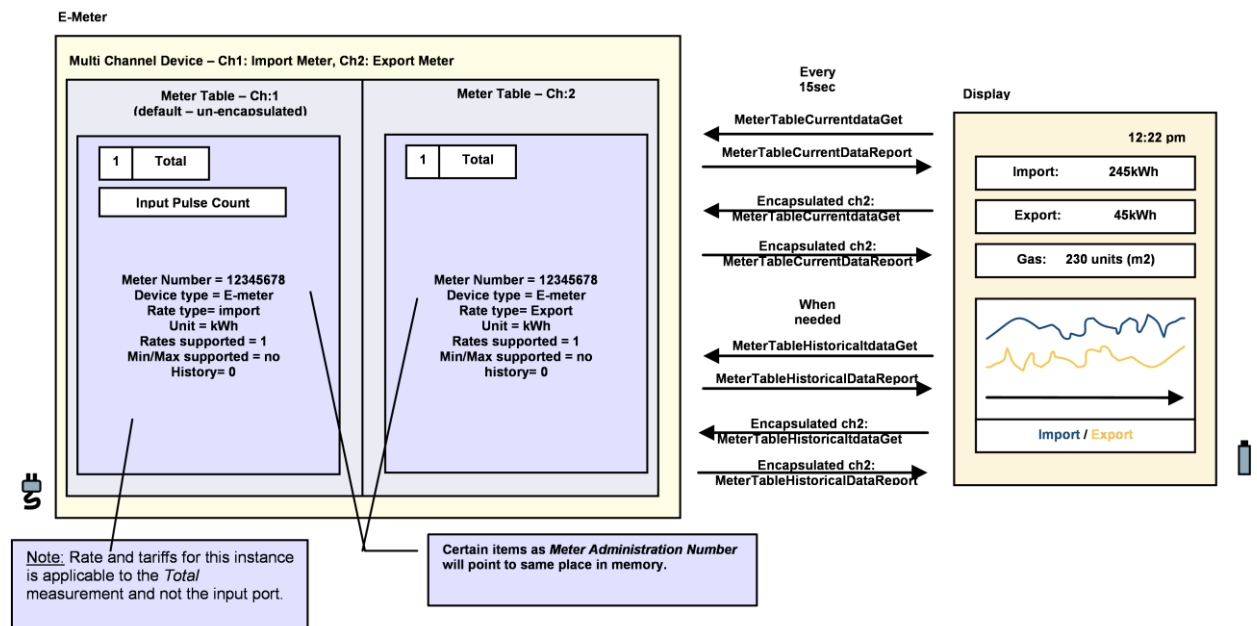 E-Meter
Multi Channel Device – Ch1: Import Meter, Ch2: Export Meter
Meter Table – Ch:1
(default – un-encapsulated)
1 Total
Input Pulse Count
Meter Number = 12345678
Device type = E-meter
Rate type= import
Unit = kWh
Rates supported = 1
Min/Max supported = no
History= 0
Meter Table – Ch:2
1 Total
Meter Number = 12345678
Device type = E-meter
Rate type= Export
Unit = kWh
Rates supported = 1
Min/Max supported = no
history= 0
Note: Rate and tariffs for this instance
is applicable to the Total
measurement and not the input port.
Certain items as Meter Administration Number
will point to same place in memory.
Every
15sec
MeterTableCurrentdataGet
MeterTableCurrentDataReport
Encapsulated ch2:
MeterTableCurrentdataGet
Encapsulated ch2:
MeterTableCurrentDataReport
When
needed
MeterTableHistoricaltdataGet
MeterTableHistoricalDataReport
Encapsulated ch2:
MeterTableHistoricaltdataGet
Encapsulated ch2:
MeterTableHistoricalDataReport
Display
12:22 pm
Import: 245kWh
Export: 45kWh
Gas: 230 units (m2)
Import / Export